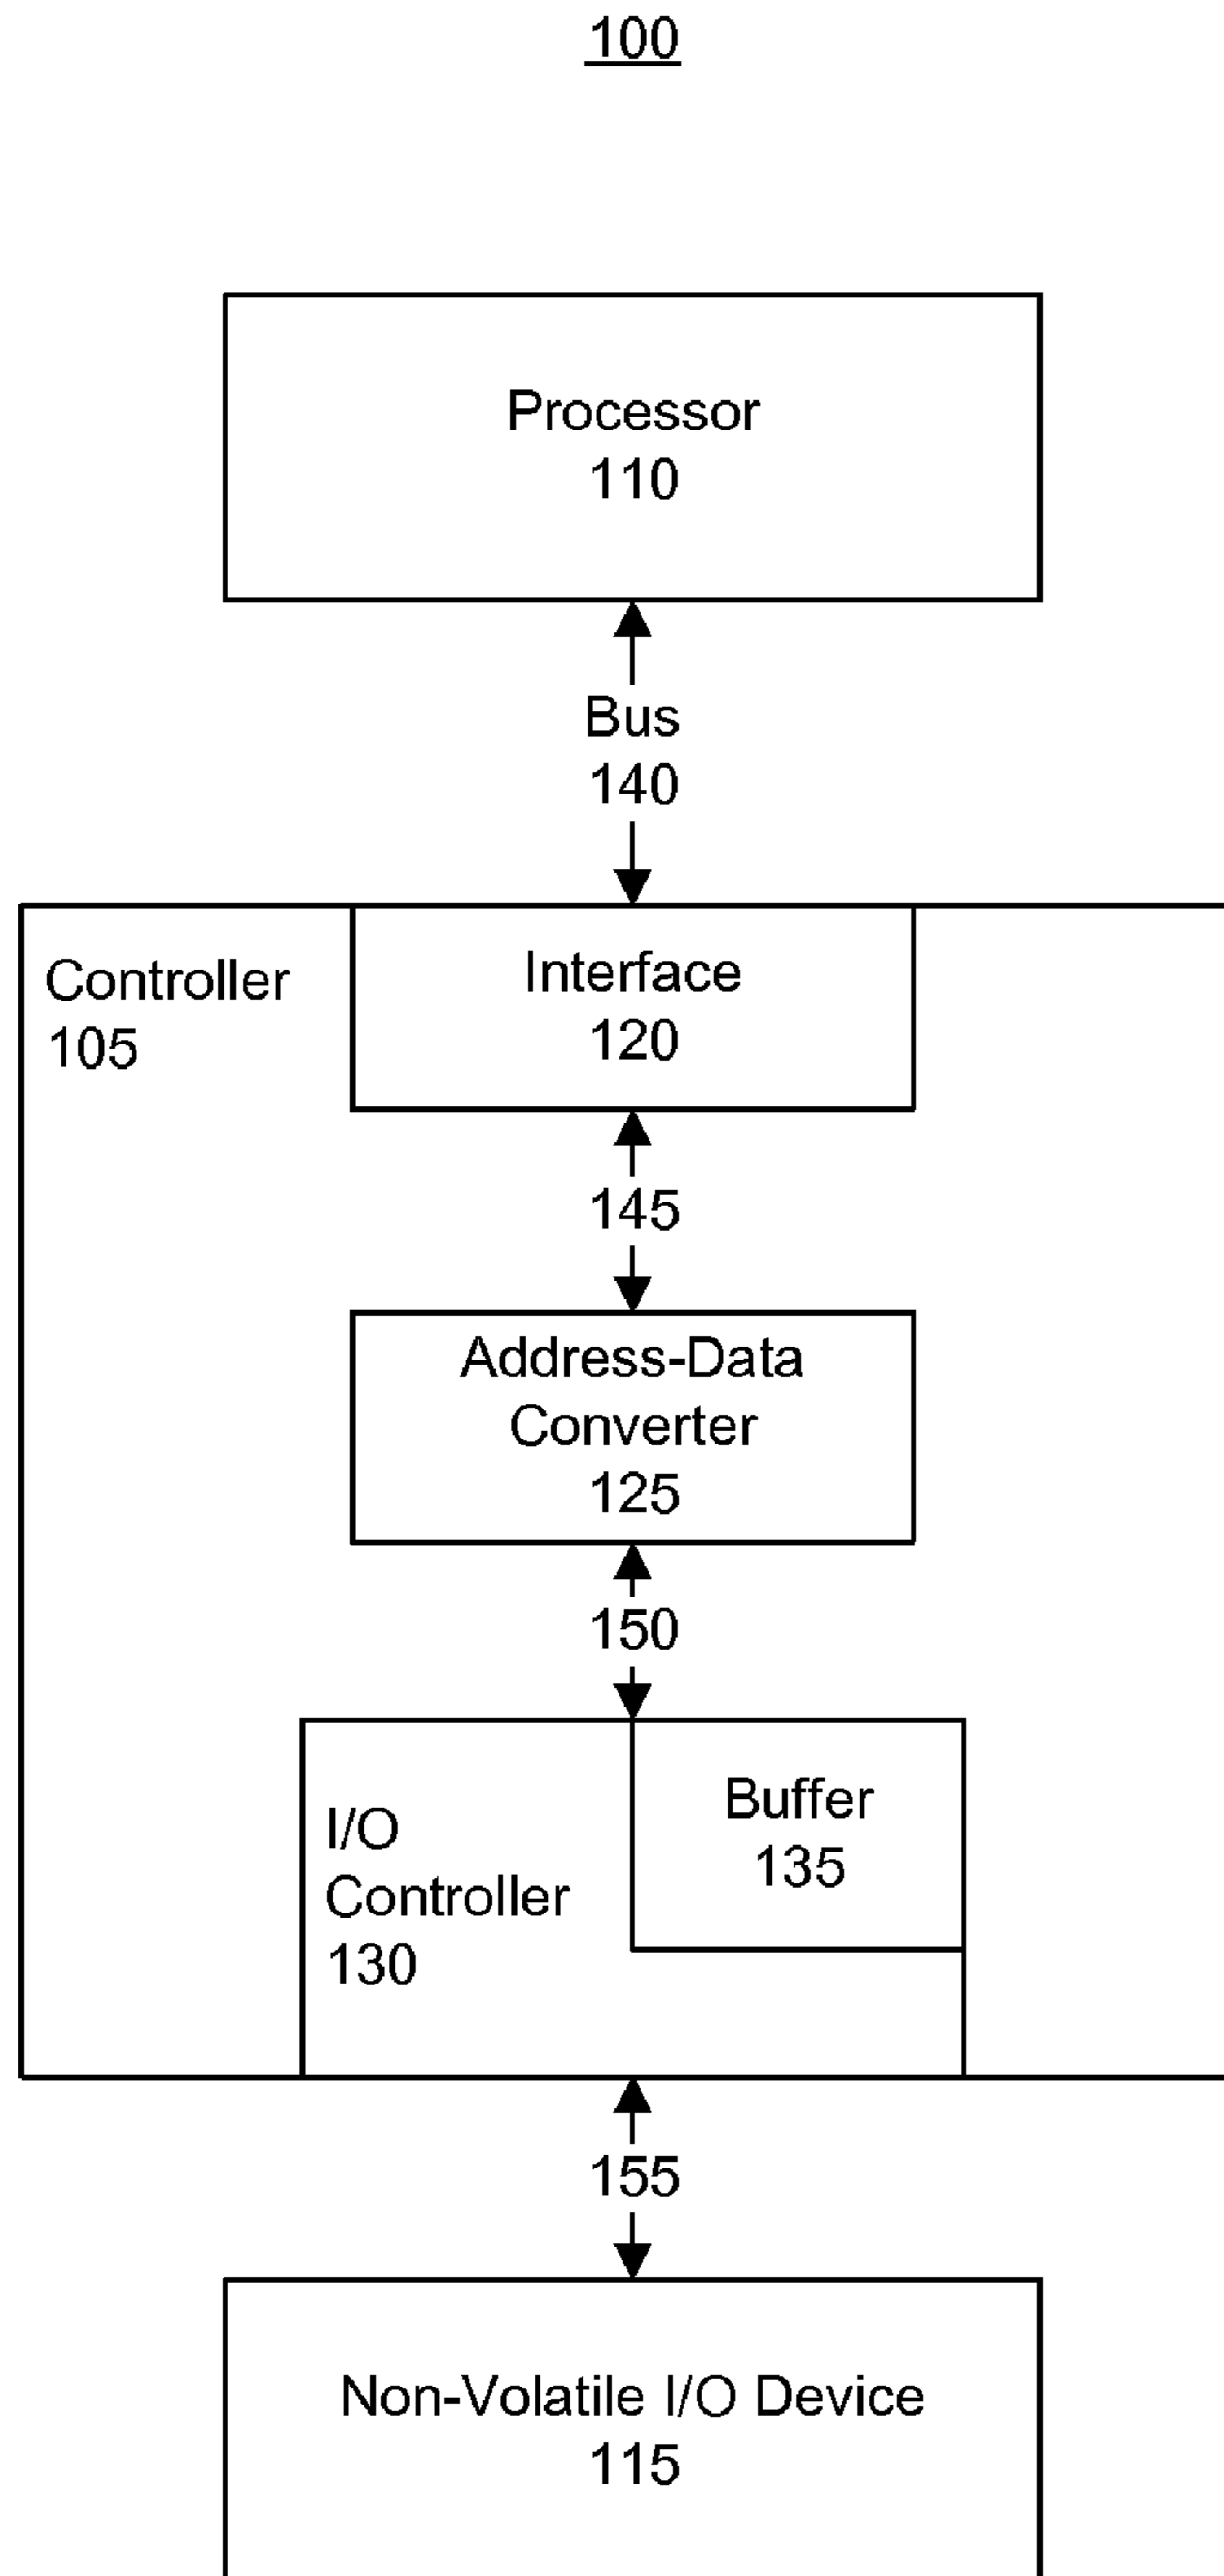 100
Processor
110
Bus
140
Controller
105
Interface
120
145
Address-Data
Converter
125
150
I/O
Controller
130
Buffer
135
155
Non-Volatile I/O Device
115